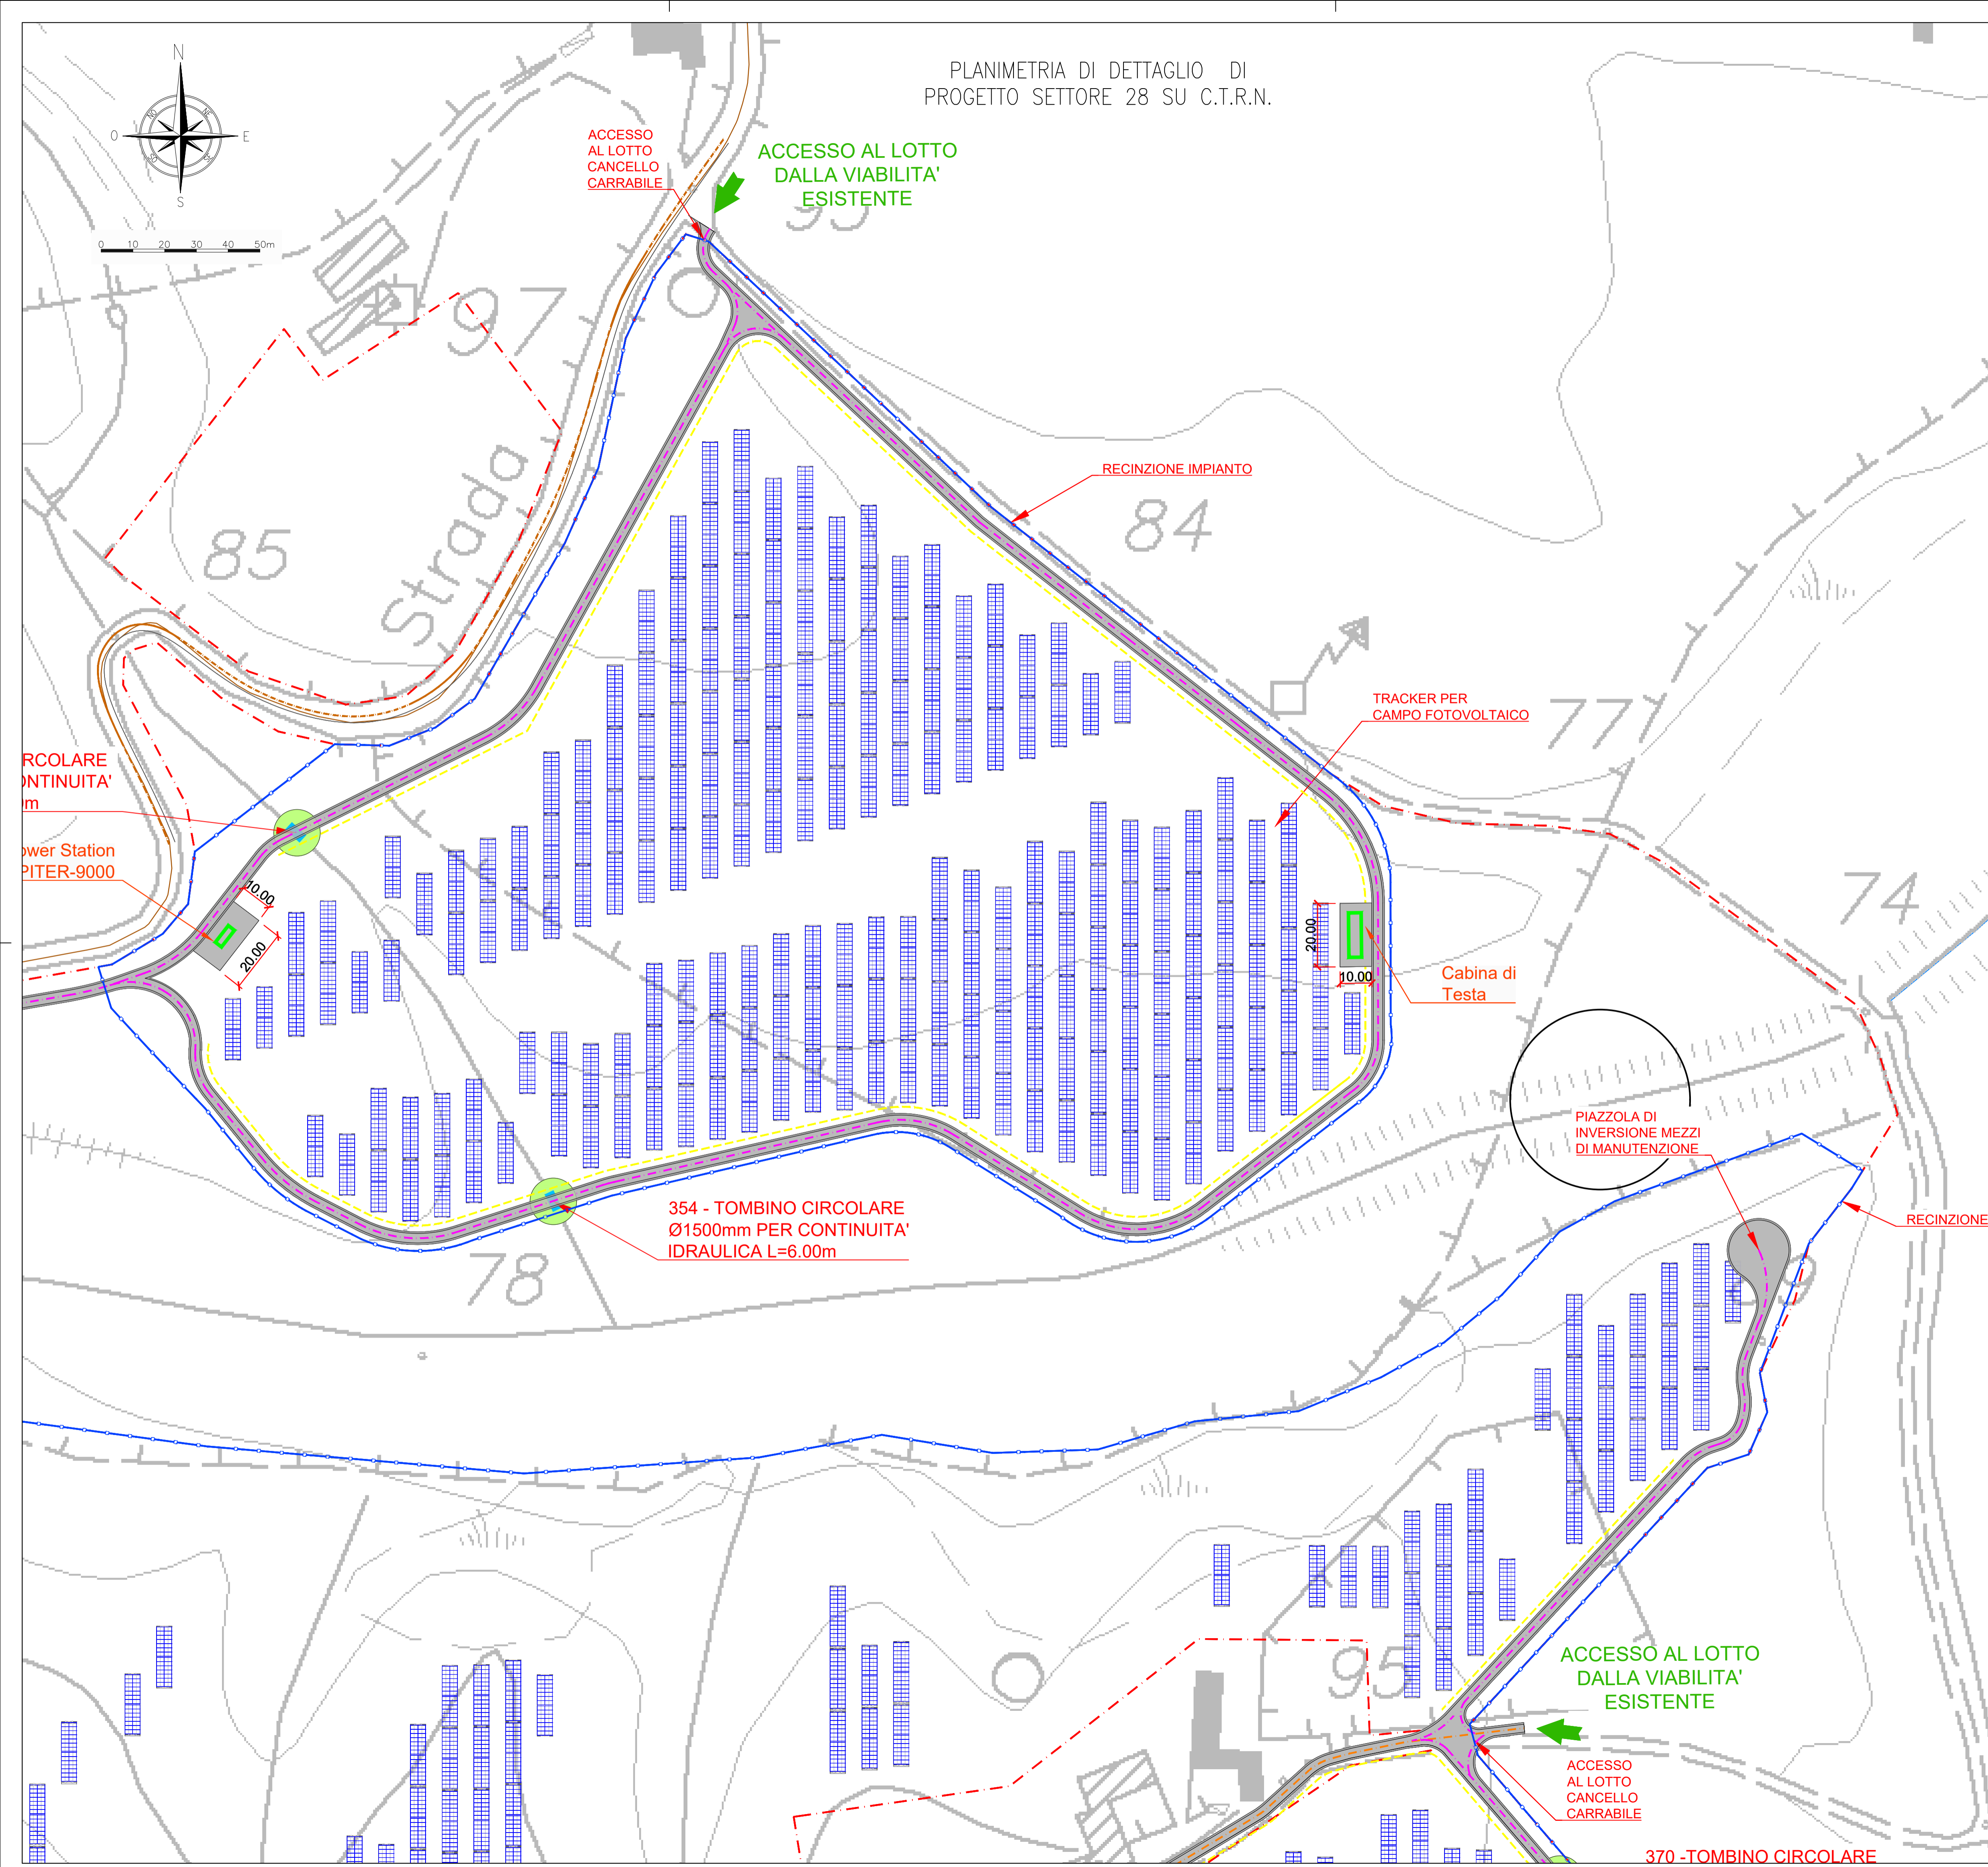 PLANIMETRIA DI DETTAGLIO DI
PROGETTO SETTORE 28 SU C.T.R.N.
N
O
E
S
0 10 20 30 40 50m
ACCESSO
AL LOTTO
CANCELLO
CARRABILE
ACCESSO AL LOTTO
DALLA VIABILITA'
ESISTENTE
97
85
Strada
RECINZIONE IMPIANTO
84
TRACKER PER
CAMPO FOTOVOLTAICO
77
74
RCOLARE
ONTINUITA'
m
ower Station
PITER-9000
10.00
20.00
20.00
10.00
Cabina di
Testa
PIAZZOLA DI
INVERSIONE MEZZI
DI MANUTENZIONE
RECINZIONE
354 - TOMBINO CIRCOLARE
Ø1500mm PER CONTINUITA'
IDRAULICA L=6.00m
78
95
ACCESSO AL LOTTO
DALLA VIABILITA'
ESISTENTE
ACCESSO
AL LOTTO
CANCELLO
CARRABILE
370 -TOMBINO CIRCOLARE